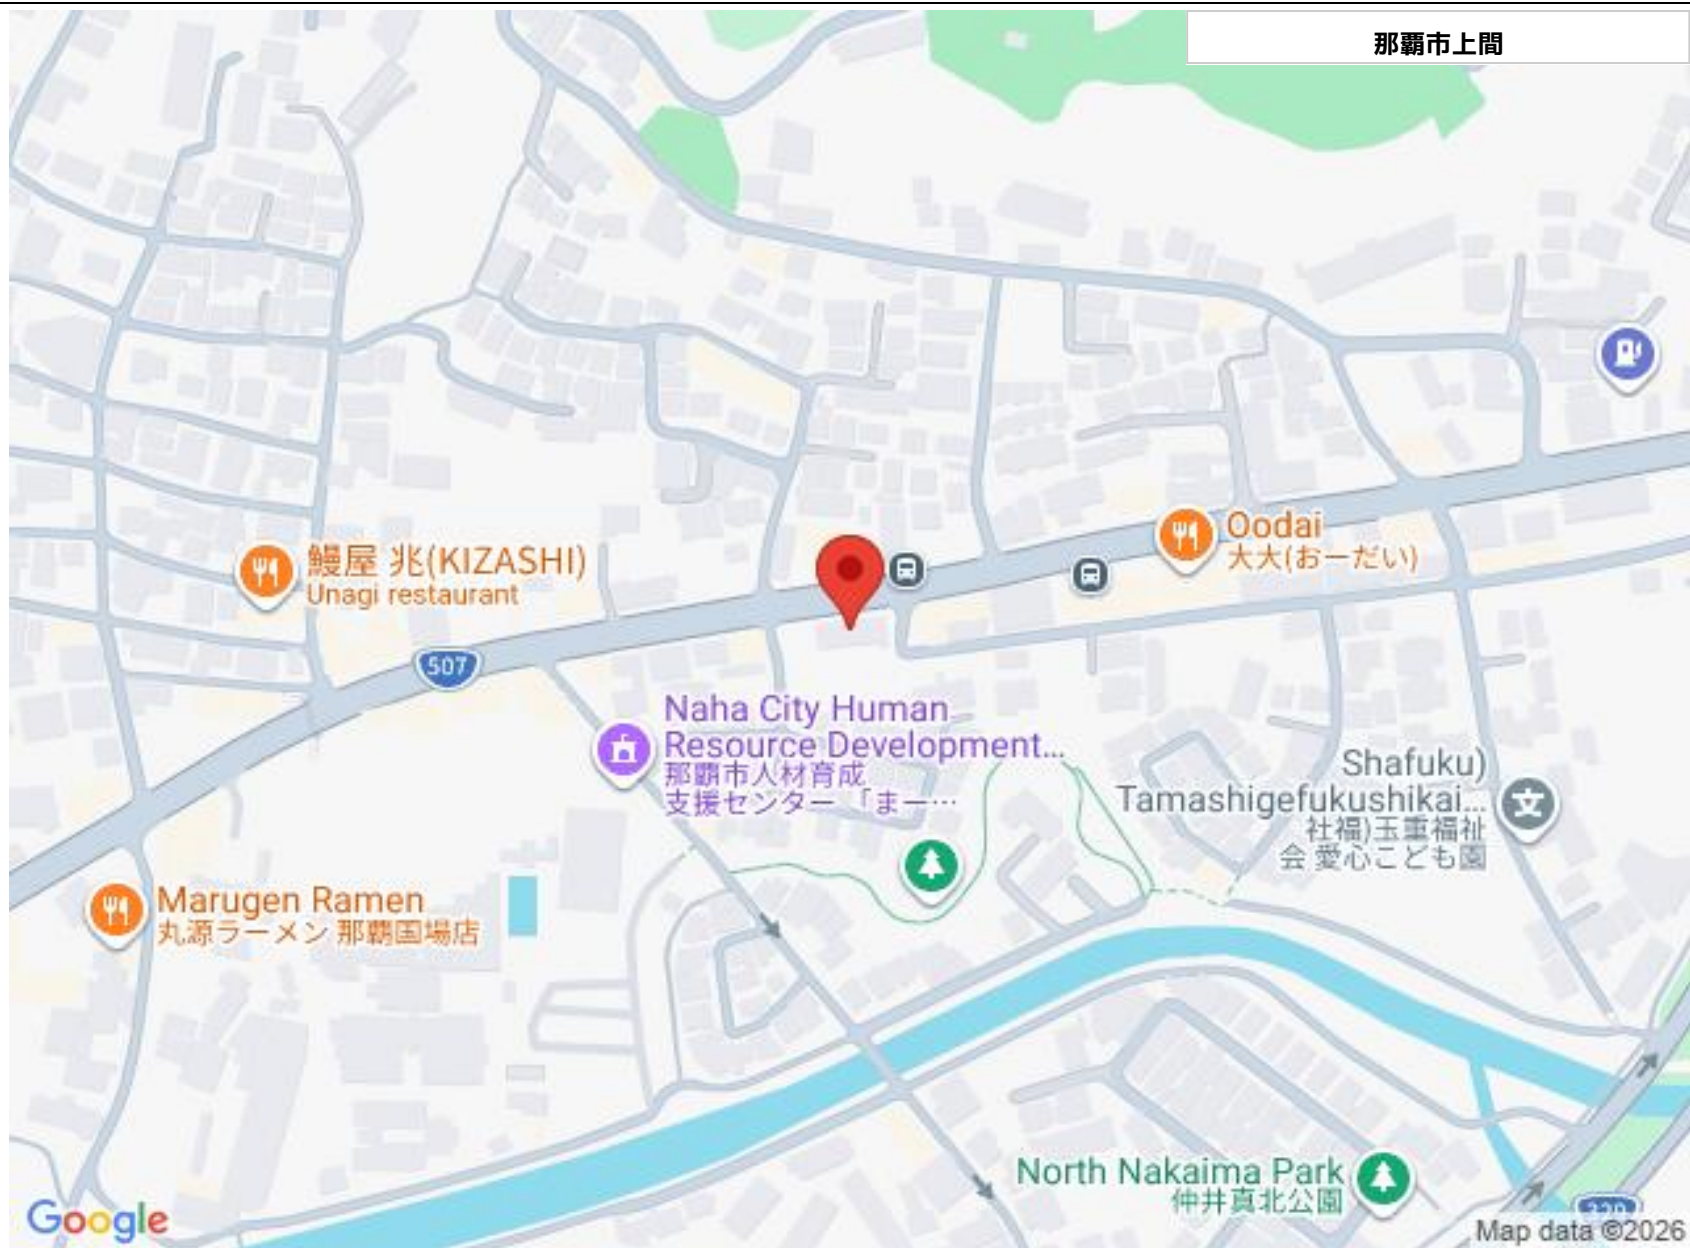 那覇市上間
Oodai
大大(おーだい)
鰻屋 兆(KIZASHI)
Unagi restaurant
507
Naha City Human
Resource Development...
那覇市人材育成
支援センター 「まー…
Shafuku)
Tamashigefukushikai...
社福)玉重福祉
会 愛心こども園
文
Marugen Ramen
丸源ラーメン 那覇国場店
North Nakaima Park
仲井真北公園
Google
Map data ©2026